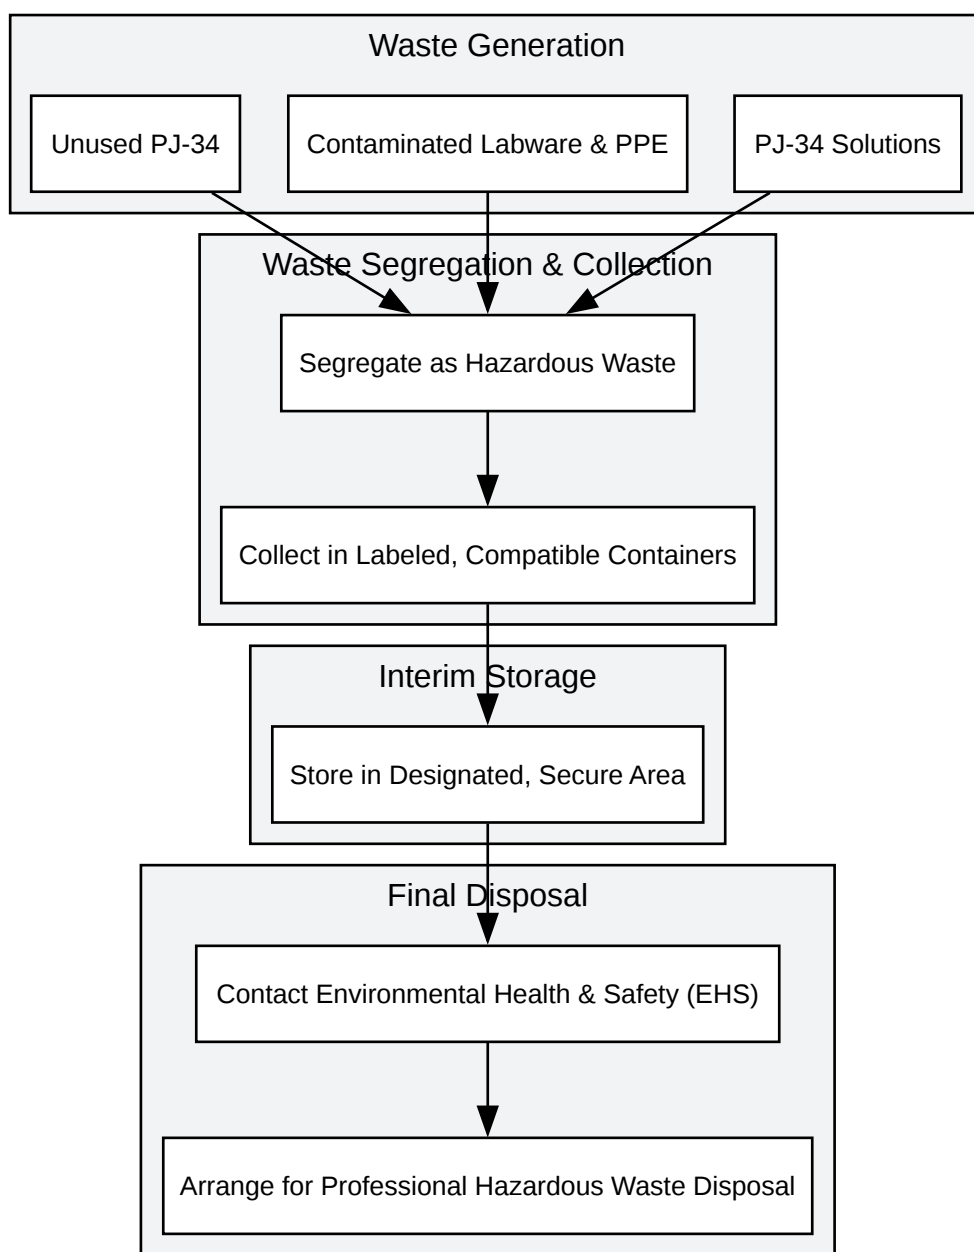 Waste Generation
Unused PJ-34
Contaminated Labware & PPE
PJ-34 Solutions
Waste Segregation & Collection
Segregate as Hazardous Waste
Collect in Labeled, Compatible Containers
Interim Storage
Store in Designated, Secure Area
Final Disposal
Contact Environmental Health & Safety (EHS)
Arrange for Professional Hazardous Waste Disposal